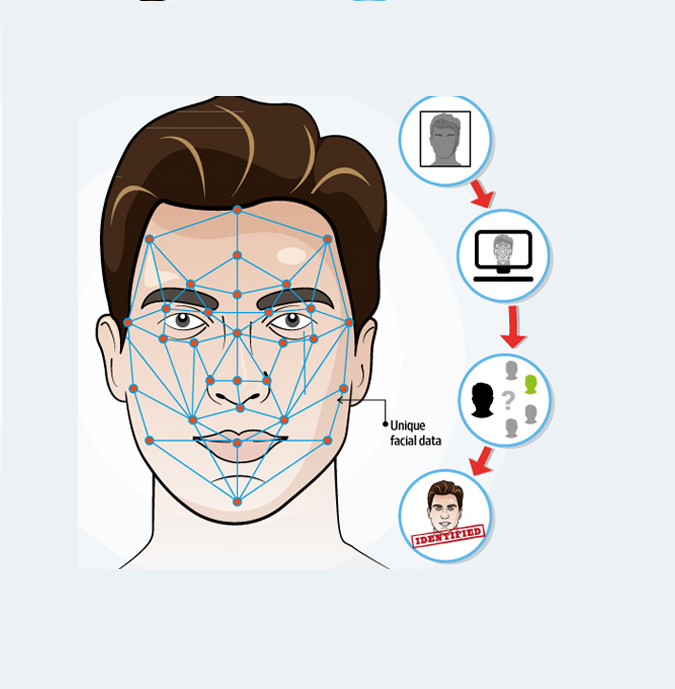 Unique
facial data
?
IDENTIFIED